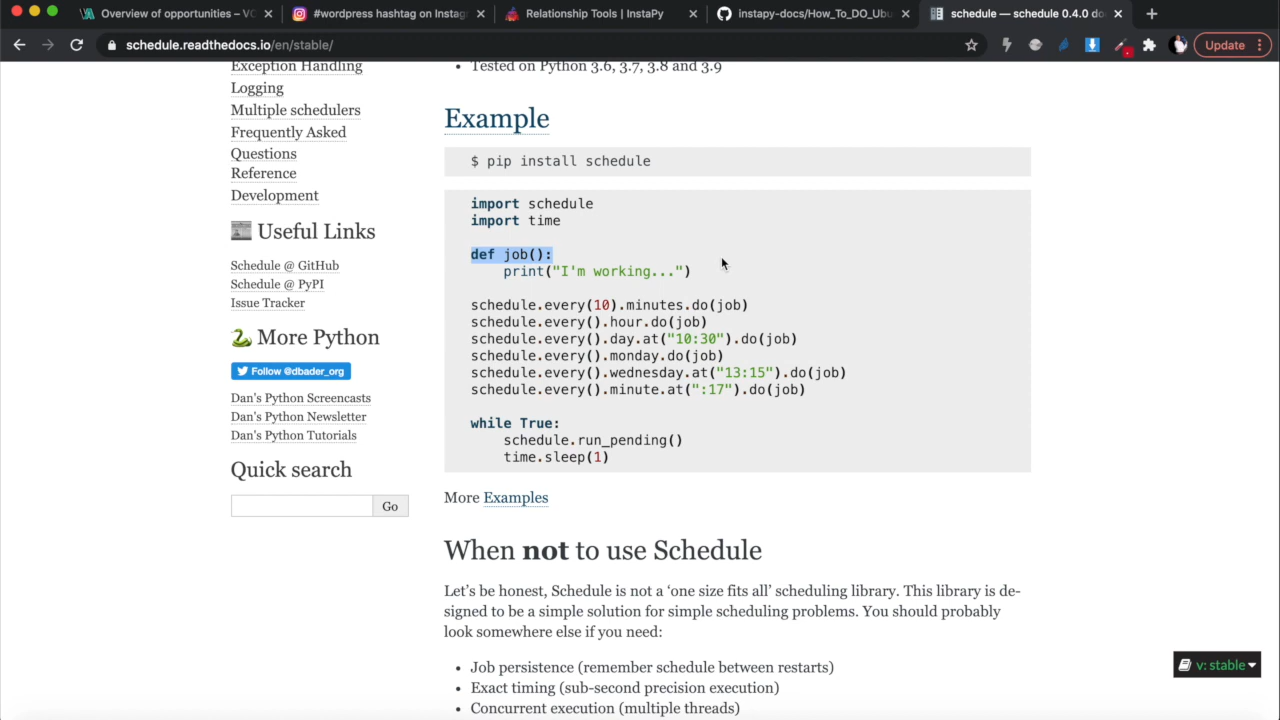 Overview of opportunities – VC
#wordpress hashtag on Instag
Relationship Tools | InstaPy
instapy-docs/How_To_DO_Ubu
schedule — schedule 0.4.0 do
schedule.readthedocs.io/en/stable/
Update
Exception Handling
Logging
Multiple schedulers
Frequently Asked
Questions
Reference
Development
Useful Links
Schedule @ GitHub
Schedule @ PyPI
Issue Tracker
More Python
Follow @dbader_org
Dan's Python Screencasts
Dan's Python Newsletter
Dan's Python Tutorials
Quick search
Go
• Tested on Python 3.6, 3.7, 3.8 and 3.9
Example
$ pip install schedule
import schedule
import time
def job():
    print("I'm working...")
schedule.every(10).minutes.do(job)
schedule.every().hour.do(job)
schedule.every().day.at("10:30").do(job)
schedule.every().monday.do(job)
schedule.every().wednesday.at("13:15").do(job)
schedule.every().minute.at(":17").do(job)
while True:
    schedule.run_pending()
    time.sleep(1)
More Examples
When not to use Schedule
Let's be honest, Schedule is not a ‘one size fits all’ scheduling library. This library is de-
signed to be a simple solution for simple scheduling problems. You should probably
look somewhere else if you need:
• Job persistence (remember schedule between restarts)
• Exact timing (sub-second precision execution)
• Concurrent execution (multiple threads)
v: stable